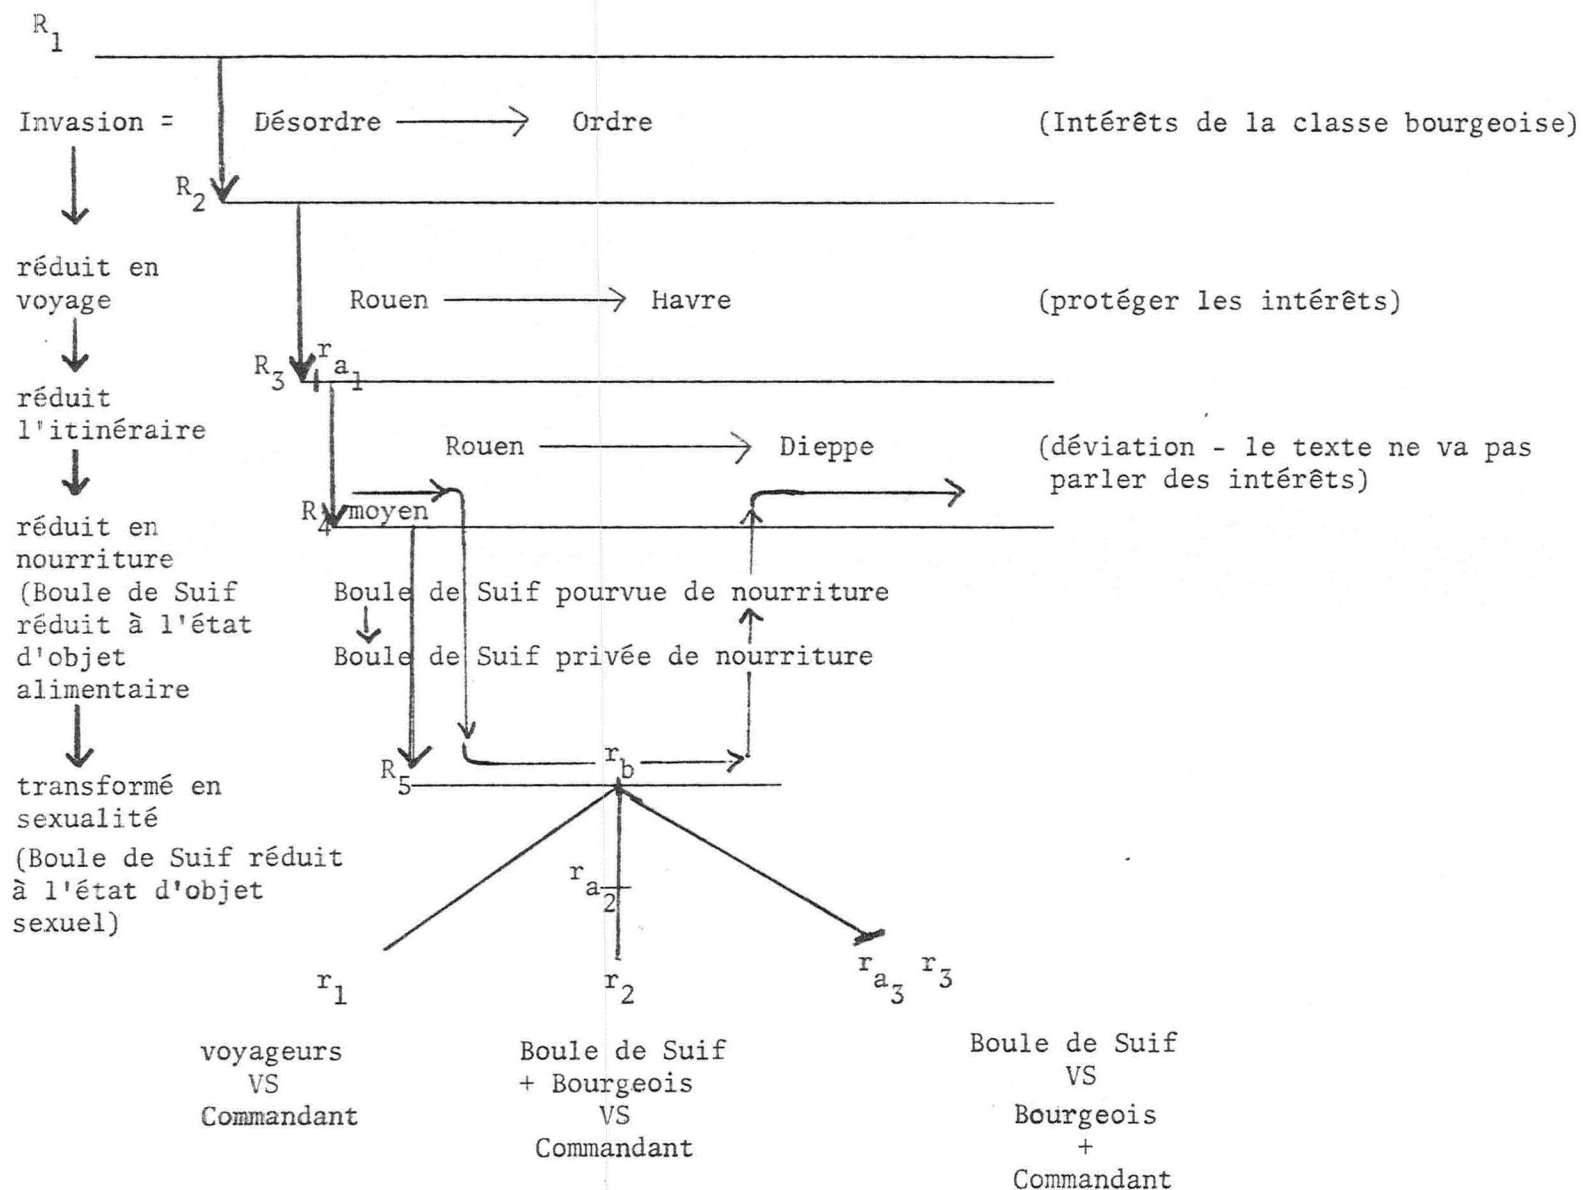 R1
Invasion = Désordre Ordre (Intérêts de la classe bourgeoise)
R2
réduit en
voyage
Rouen Havre (protéger les intérêts)
R3 ra1
réduit
l'itinéraire
Rouen Dieppe (déviation - le texte ne va pas
parler des intérêts)
R4 moyen
réduit en
nourriture
(Boule de Suif
réduit à l'état
d'objet
alimentaire
Boule de Suif pourvue de nourriture
Boule de Suif privée de nourriture
R5 rb
transformé en
sexualité
(Boule de Suif réduit
à l'état d'objet
sexuel)
ra2
r1 r2 ra3 r3
voyageurs
VS
Commandant
Boule de Suif
+ Bourgeois
VS
Commandant
Boule de Suif
VS
Bourgeois
+
Commandant